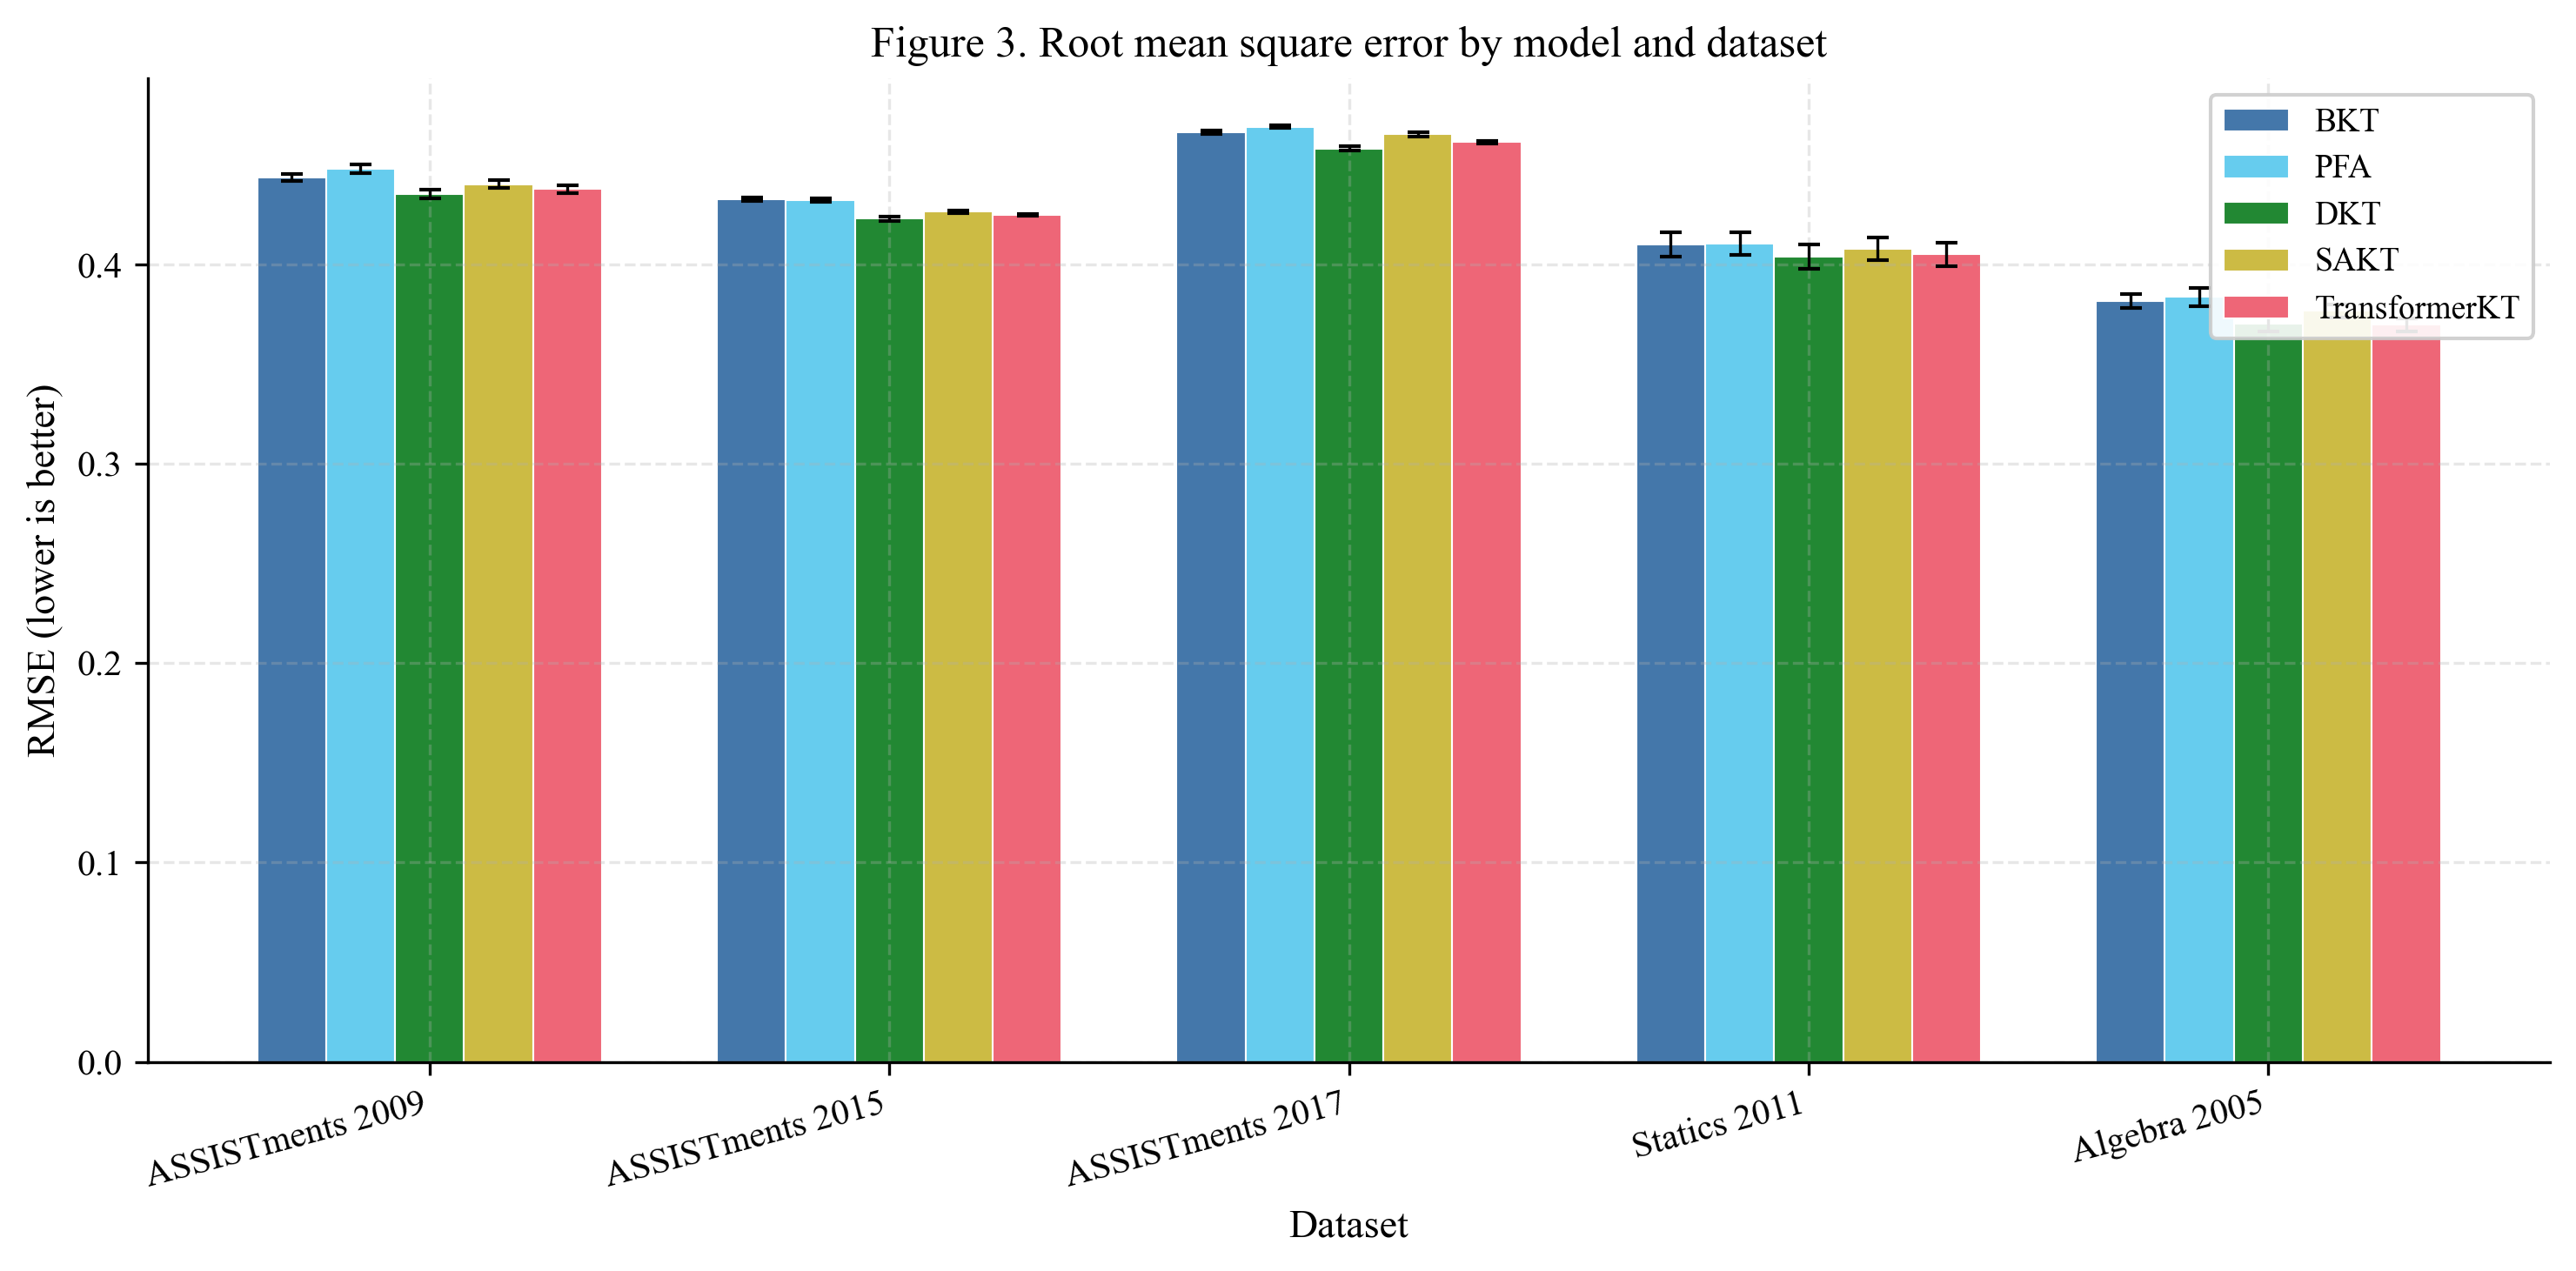 Figure 3. Root mean square error by model and dataset
BKT
PFA
DKT
SAKT
TransformerKT
RMSE (lower is better)
0.4
0.3
0.2
0.1
0.0
ASSISTments 2009
ASSISTments 2015
ASSISTments 2017
Statics 2011
Algebra 2005
Dataset